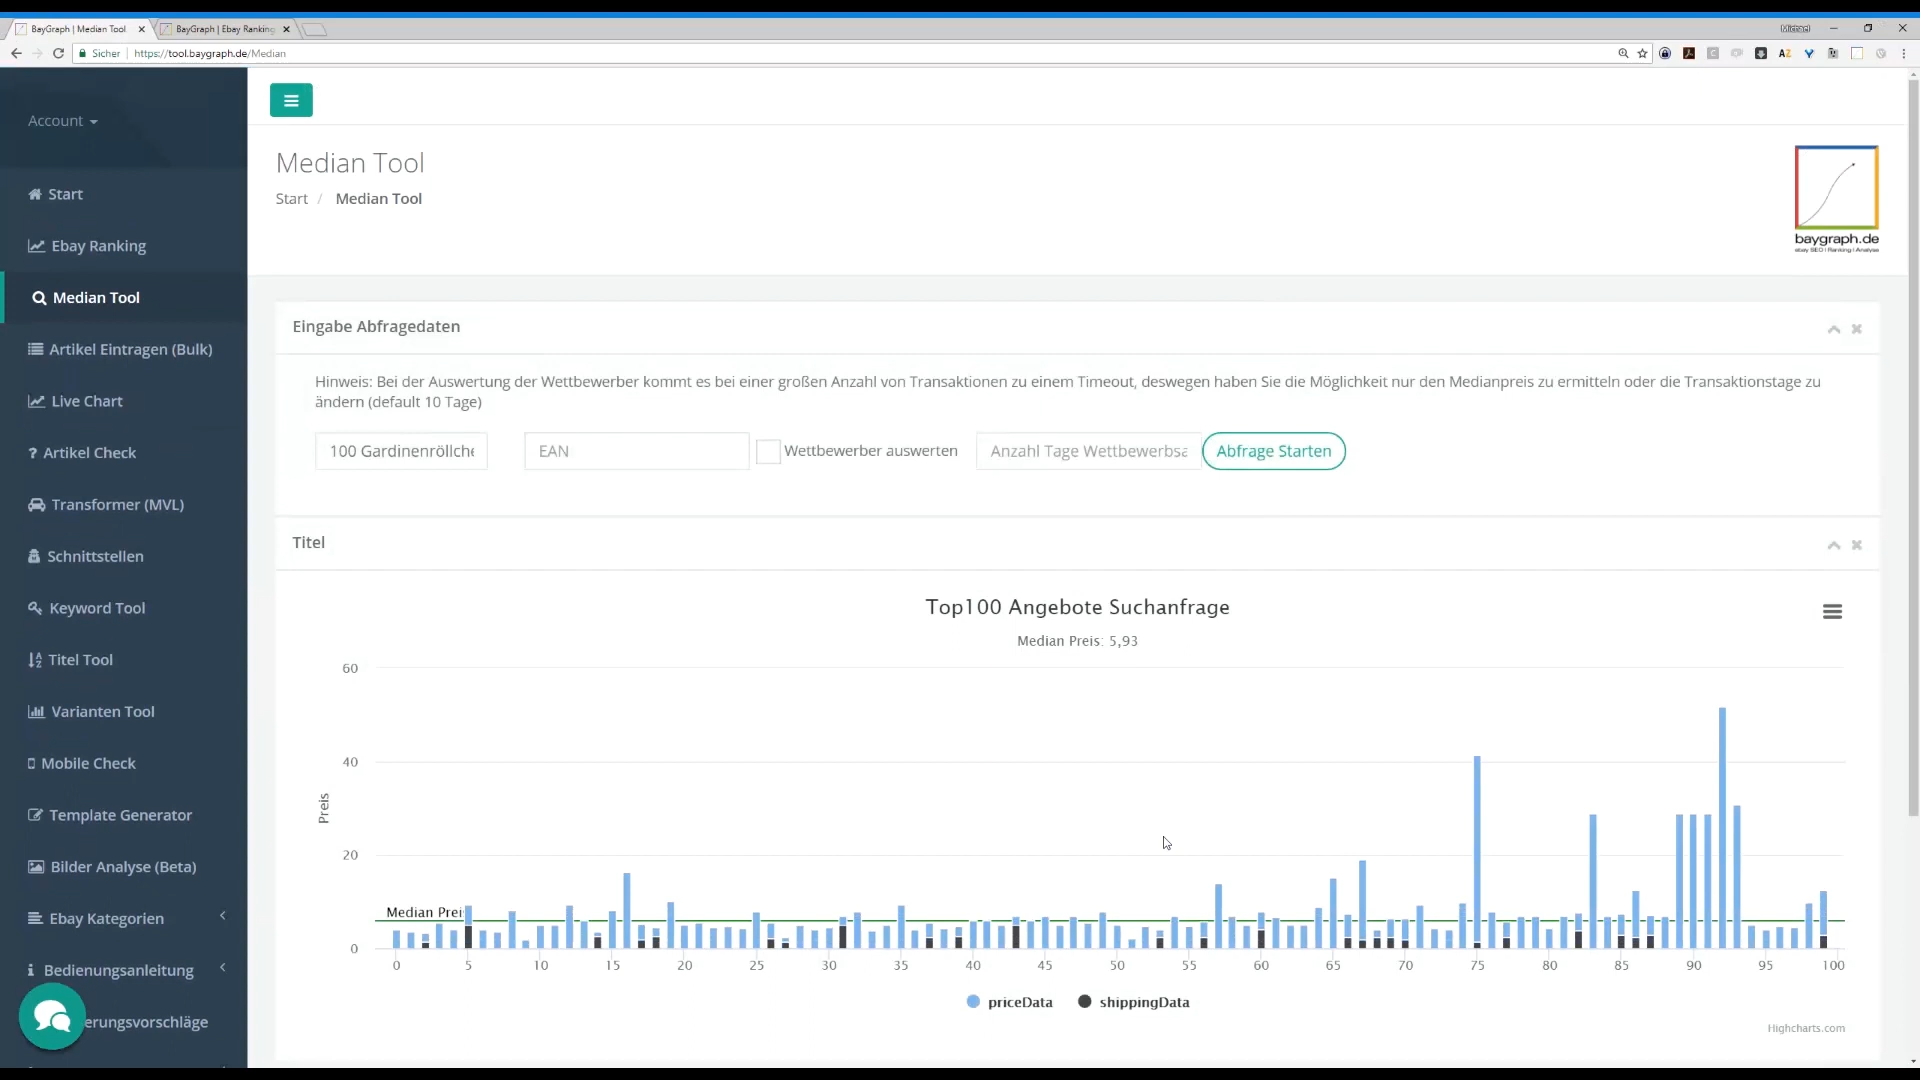 BayGraph | Median Tool
BayGraph | Ebay Ranking
Michael
Sicher
https://tool.baygraph.de/Median
Account
Start
Ebay Ranking
Median Tool
Artikel Eintragen (Bulk)
Live Chart
? Artikel Check
Transformer (MVL)
Schnittstellen
Keyword Tool
Titel Tool
Varianten Tool
Mobile Check
Template Generator
Bilder Analyse (Beta)
Ebay Kategorien
Bedienungsanleitung
erungsvorschläge
Median Tool
Start / Median Tool
baygraph.de
ebay SEO | Ranking | Analyse
Eingabe Abfragedaten
Hinweis: Bei der Auswertung der Wettbewerber kommt es bei einer großen Anzahl von Transaktionen zu einem Timeout, deswegen haben Sie die Möglichkeit nur den Medianpreis zu ermitteln oder die Transaktionstage zu
ändern (default 10 Tage)
100 Gardinenröllche
EAN
Wettbewerber auswerten
Anzahl Tage Wettbewerbsa
Abfrage Starten
Titel
Top100 Angebote Suchanfrage
Median Preis: 5,93
60
40
20
0
Preis
Median Prei
0 5 10 15 20 25 30 35 40 45 50 55 60 65 70 75 80 85 90 95 100
priceData shippingData
Highcharts.com